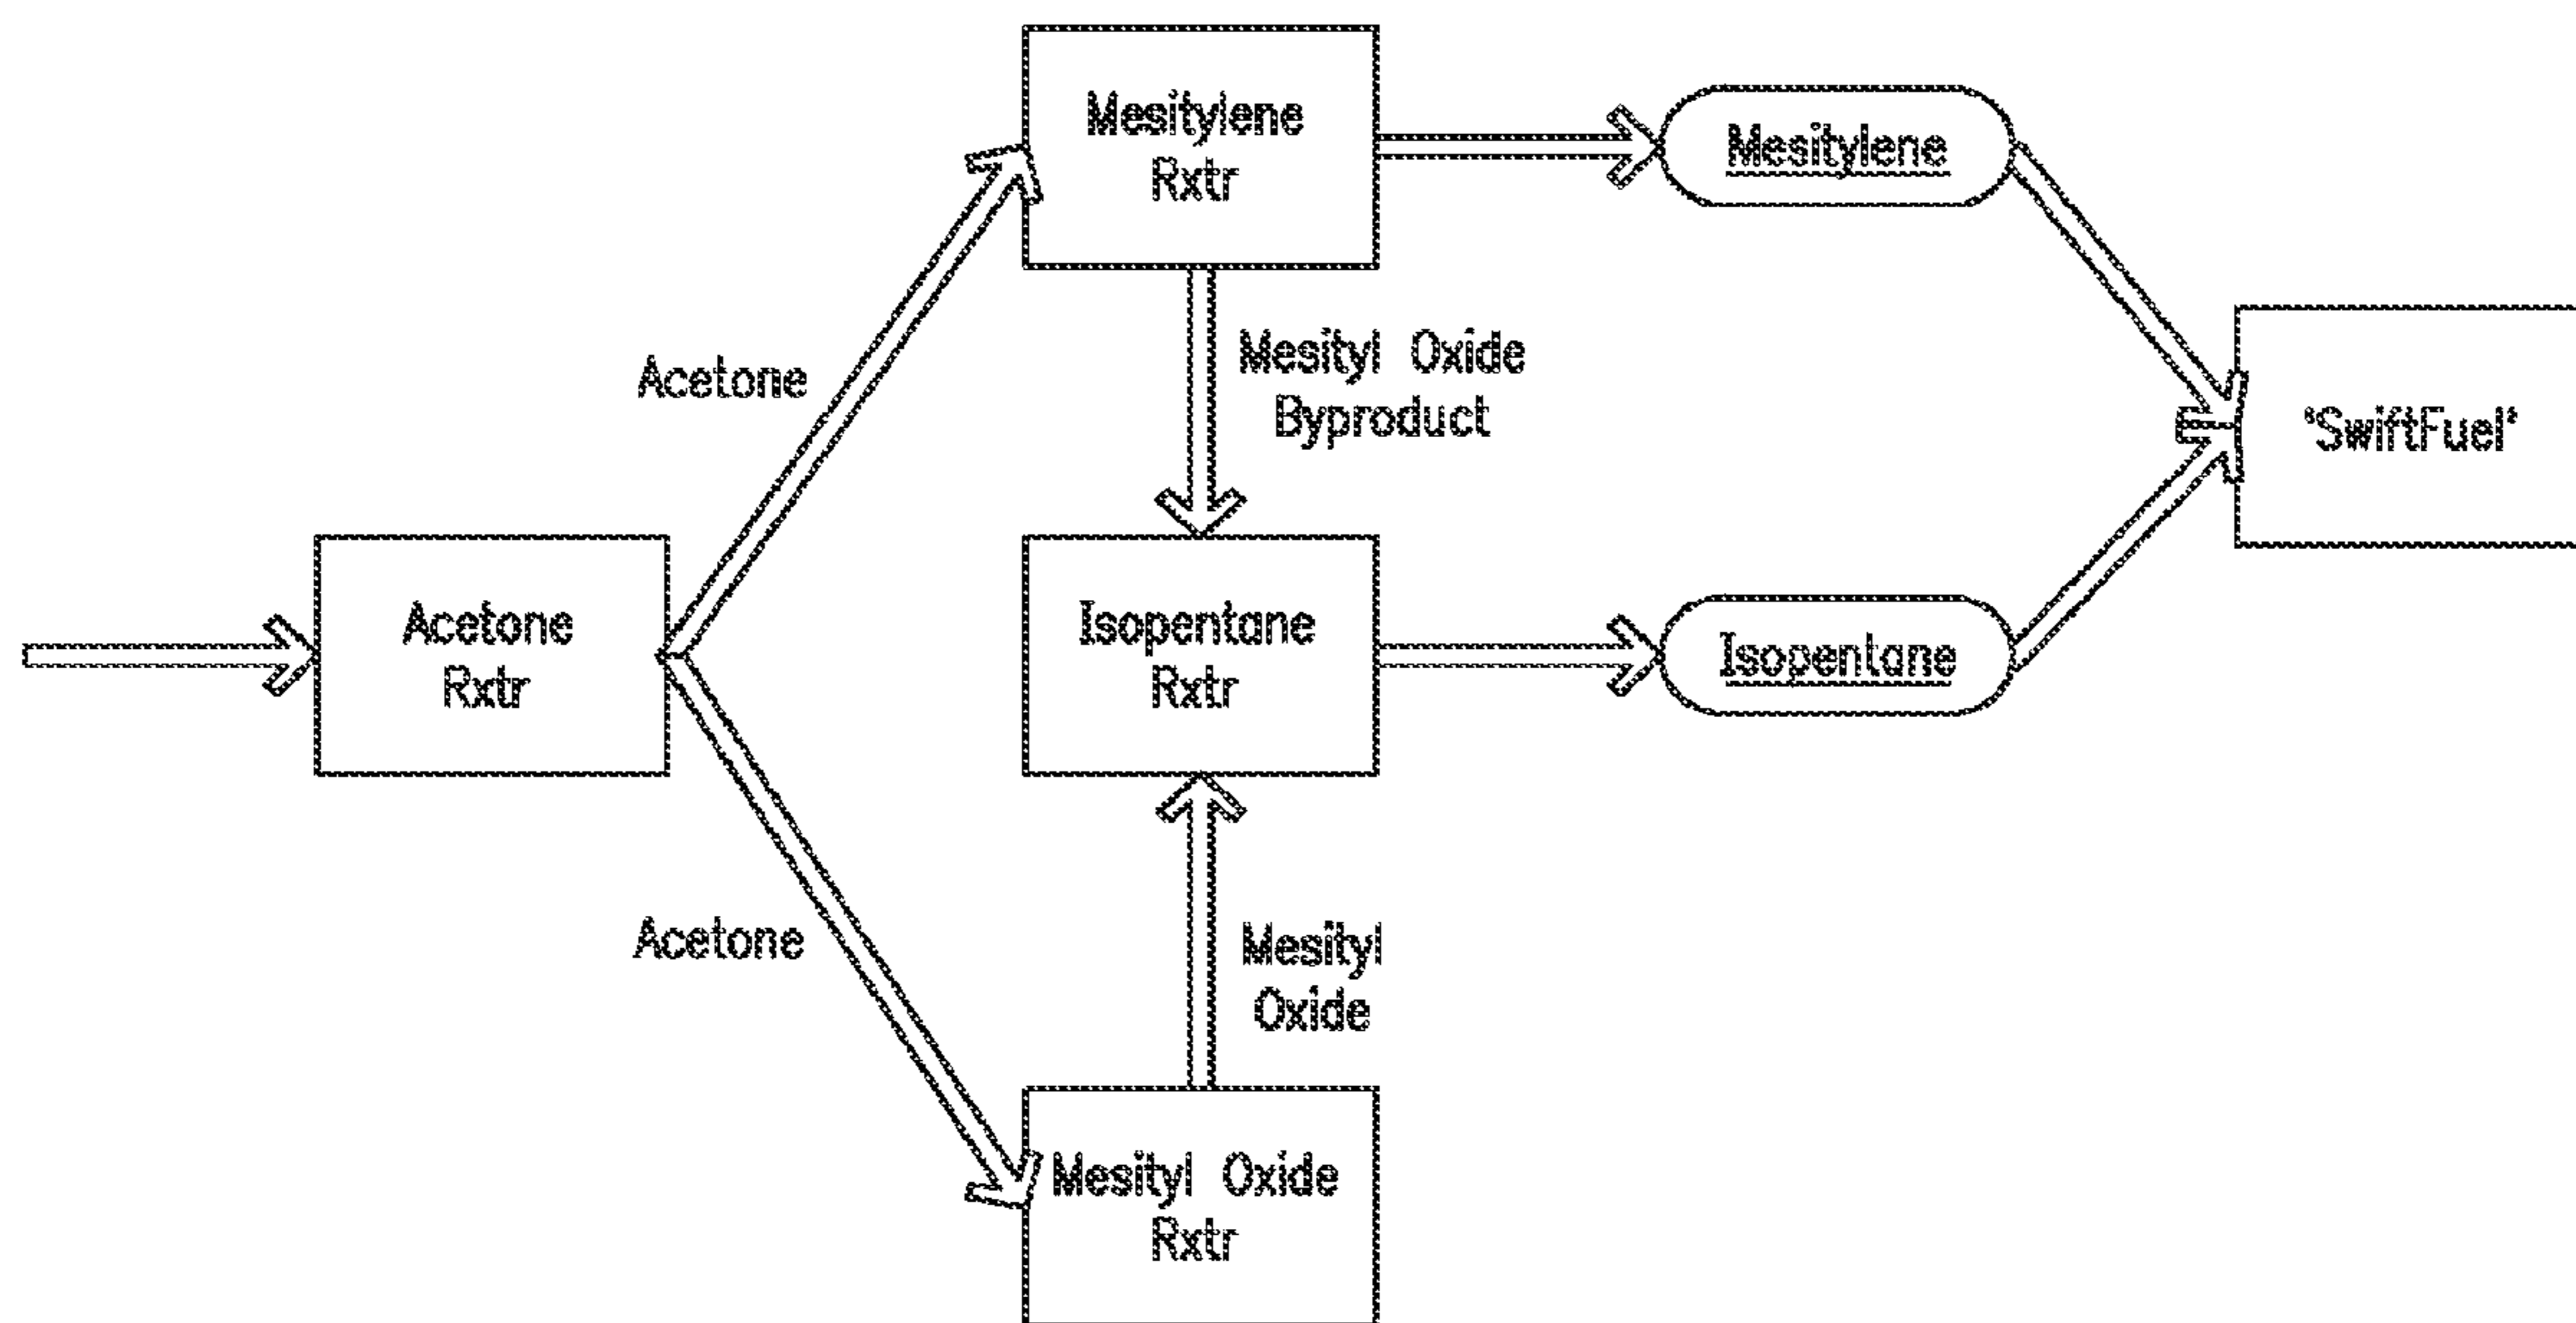 Mesitylene
Rxtr
Mesitylene
Acetone
Mesityl Oxide
Byproduct
'SwiftFuel'
Acetone
Rxtr
Isopentane
Rxtr
Isopentane
Acetone
Mesityl
Oxide
Mesityl Oxide
Rxtr